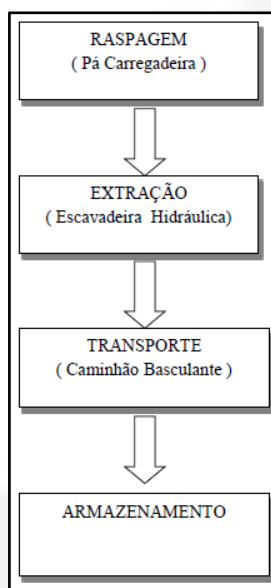 RASPAGEM
( Pá Carregadeira )
EXTRAÇÃO
( Escavadeira Hidráulica)
TRANSPORTE
( Caminhão Basculante )
ARMAZENAMENTO